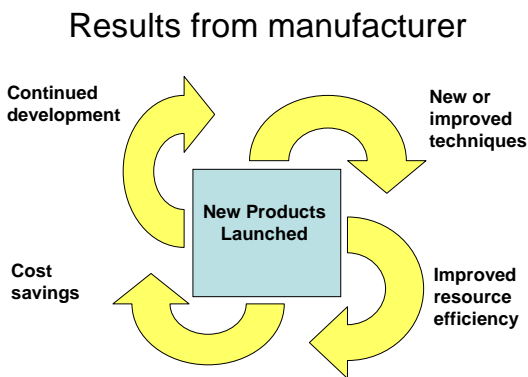 Results from manufacturer
Continued
development
New or
improved
techniques
New Products
Launched
Cost
savings
Improved
resource
efficiency